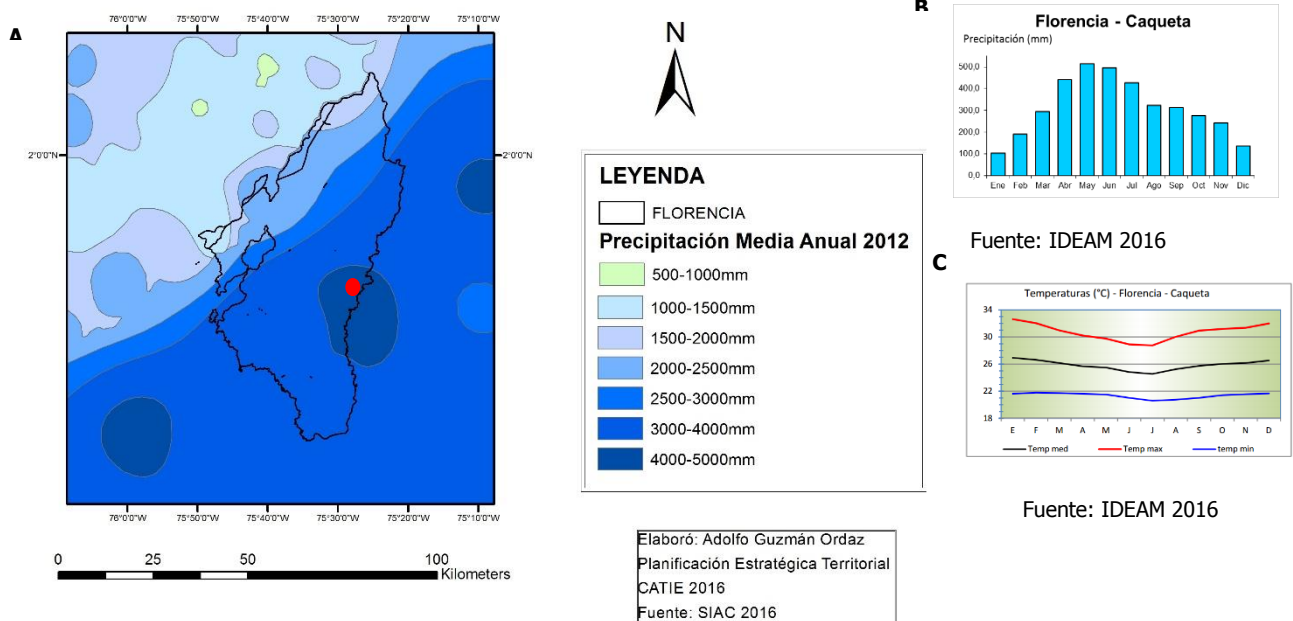 A
76°0'0"W 75°50'0"W 75°40'0"W 75°30'0"W 75°20'0"W 75°10'0"W
2°0'0"N 2°0'0"N
76°0'0"W 75°50'0"W 75°40'0"W 75°30'0"W 75°20'0"W 75°10'0"W
0 25 50 100
Kilometers
N
LEYENDA
FLORENCIA
Precipitación Media Anual 2012
500-1000mm
1000-1500mm
1500-2000mm
2000-2500mm
2500-3000mm
3000-4000mm
4000-5000mm
Elaboró: Adolfo Guzmán Ordaz
Planificación Estratégica Territorial
CATIE 2016
Fuente: SIAC 2016
B
Florencia - Caqueta
Precipitación (mm)
500,0
400,0
300,0
200,0
100,0
0,0
Ene Feb Mar Abr May Jun Jul Ago Sep Oct Nov Dic
Fuente: IDEAM 2016
C
Temperaturas (°C) - Florencia - Caqueta
34
30
26
22
18
E F M A M J J A S O N D
Temp med Temp max temp min
Fuente: IDEAM 2016